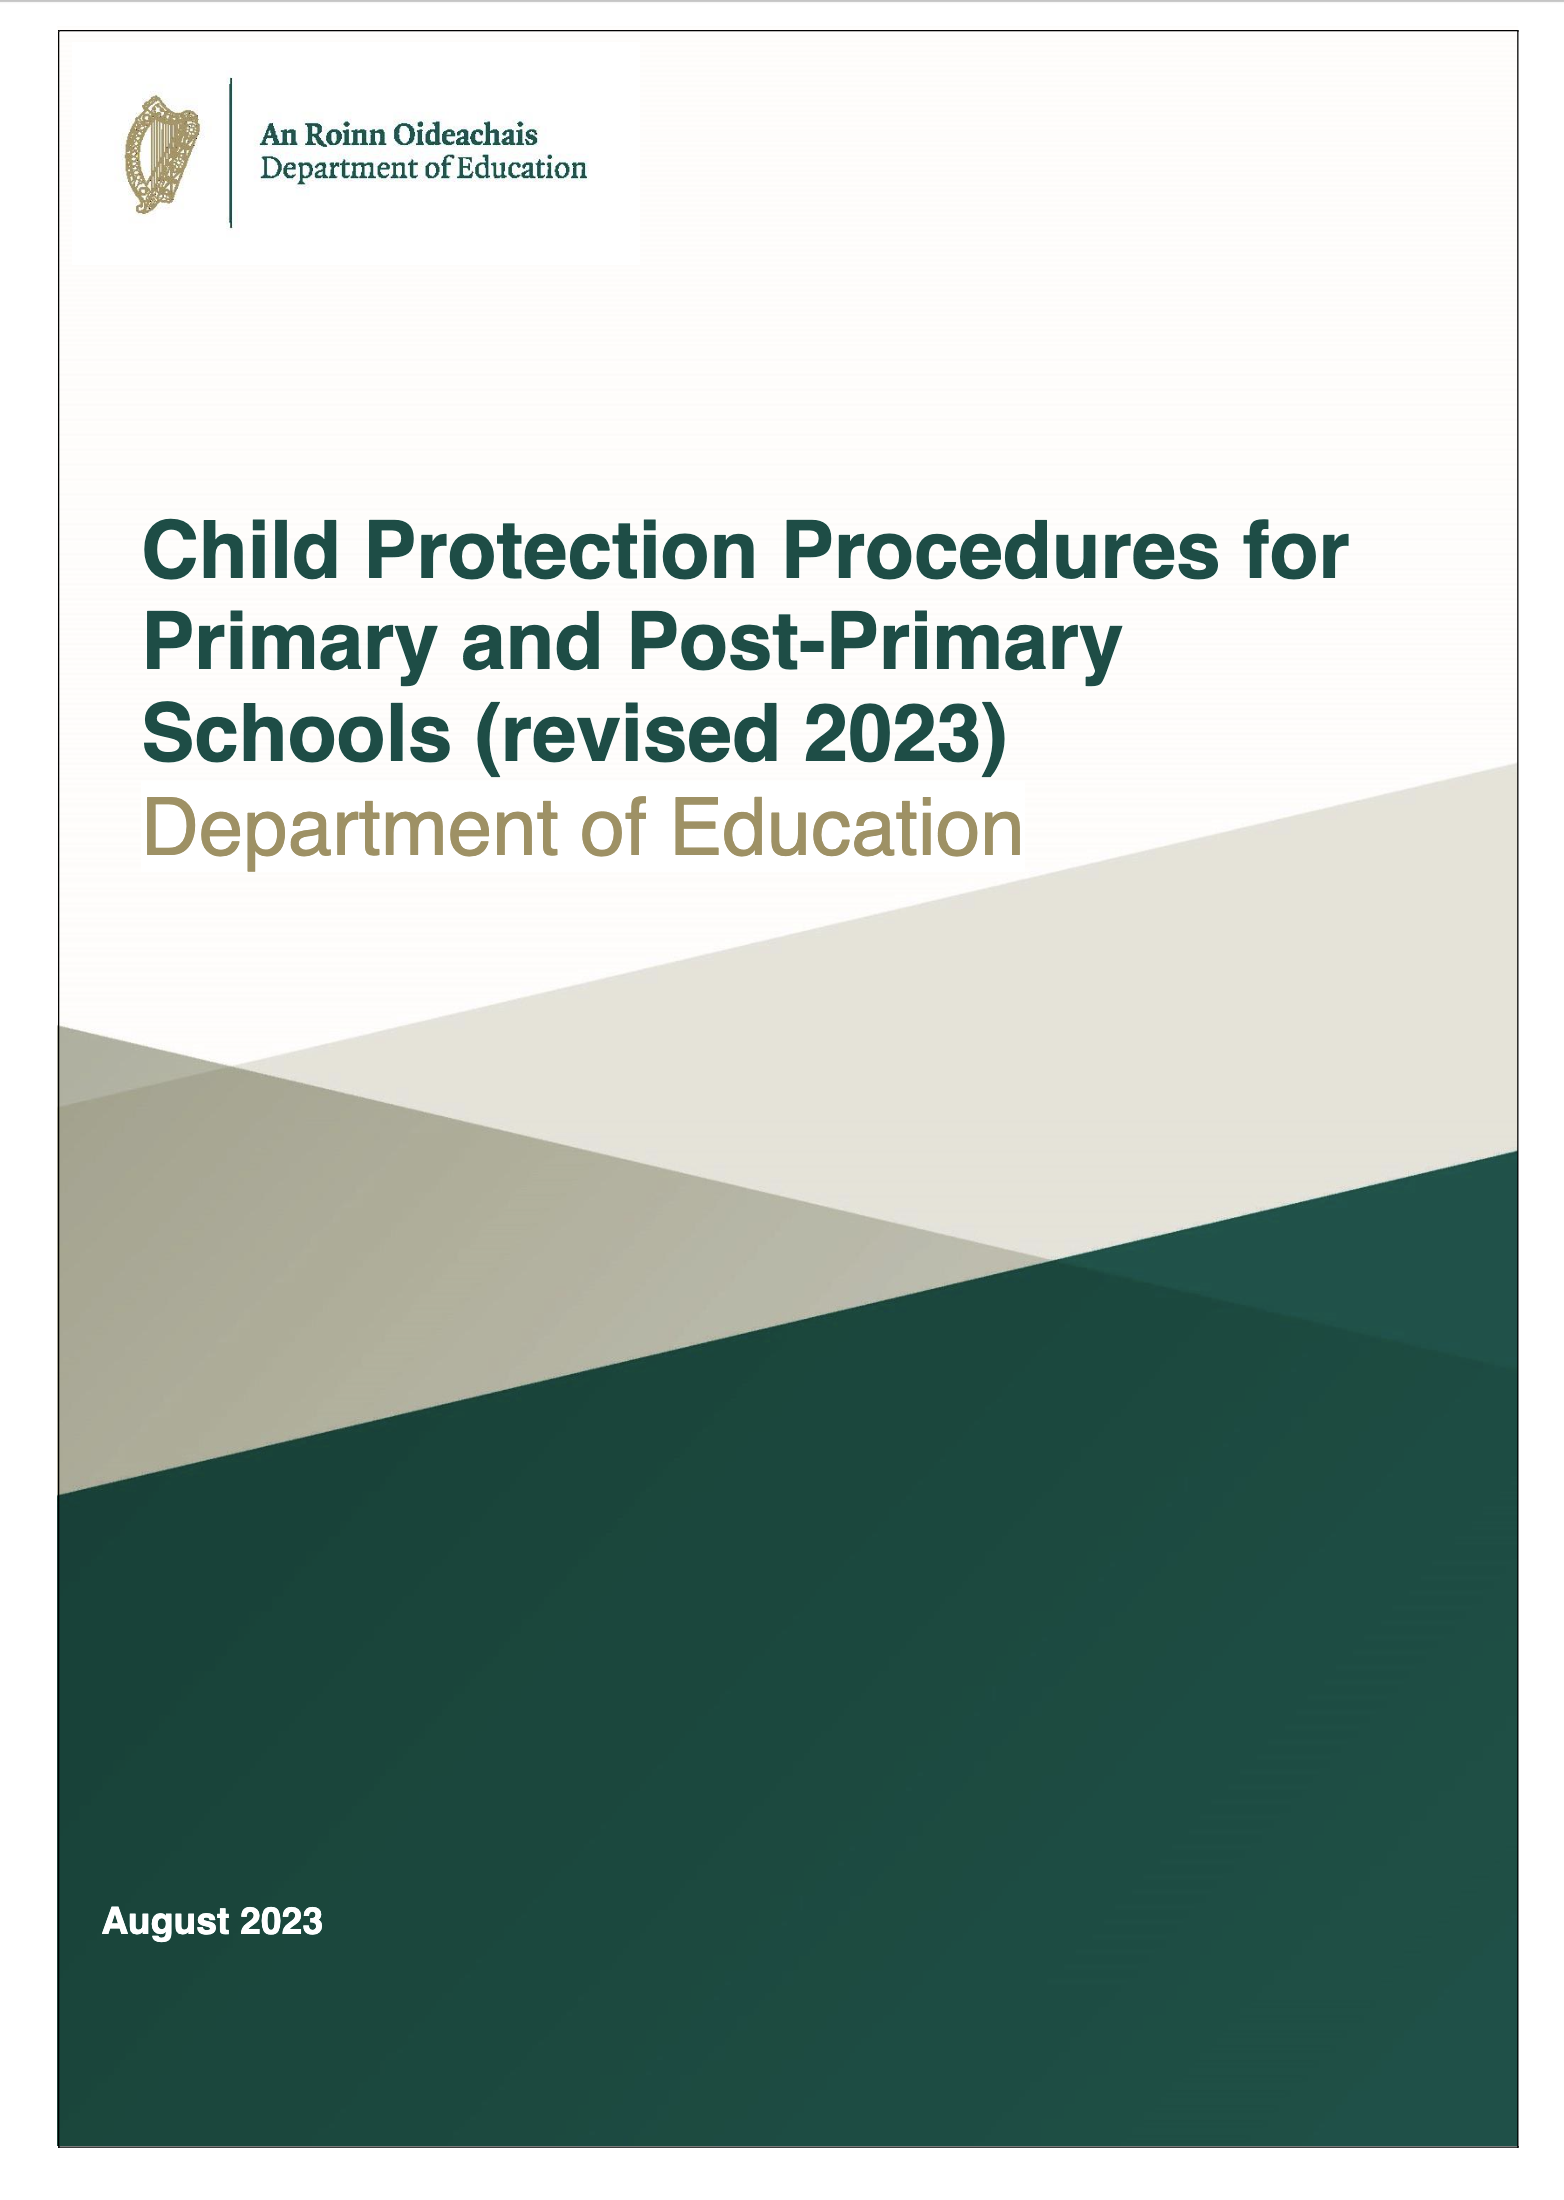 An Roinn Oideachais
Department of Education
Child Protection Procedures for
Primary and Post-Primary
Schools (revised 2023)
Department of Education
August 2023